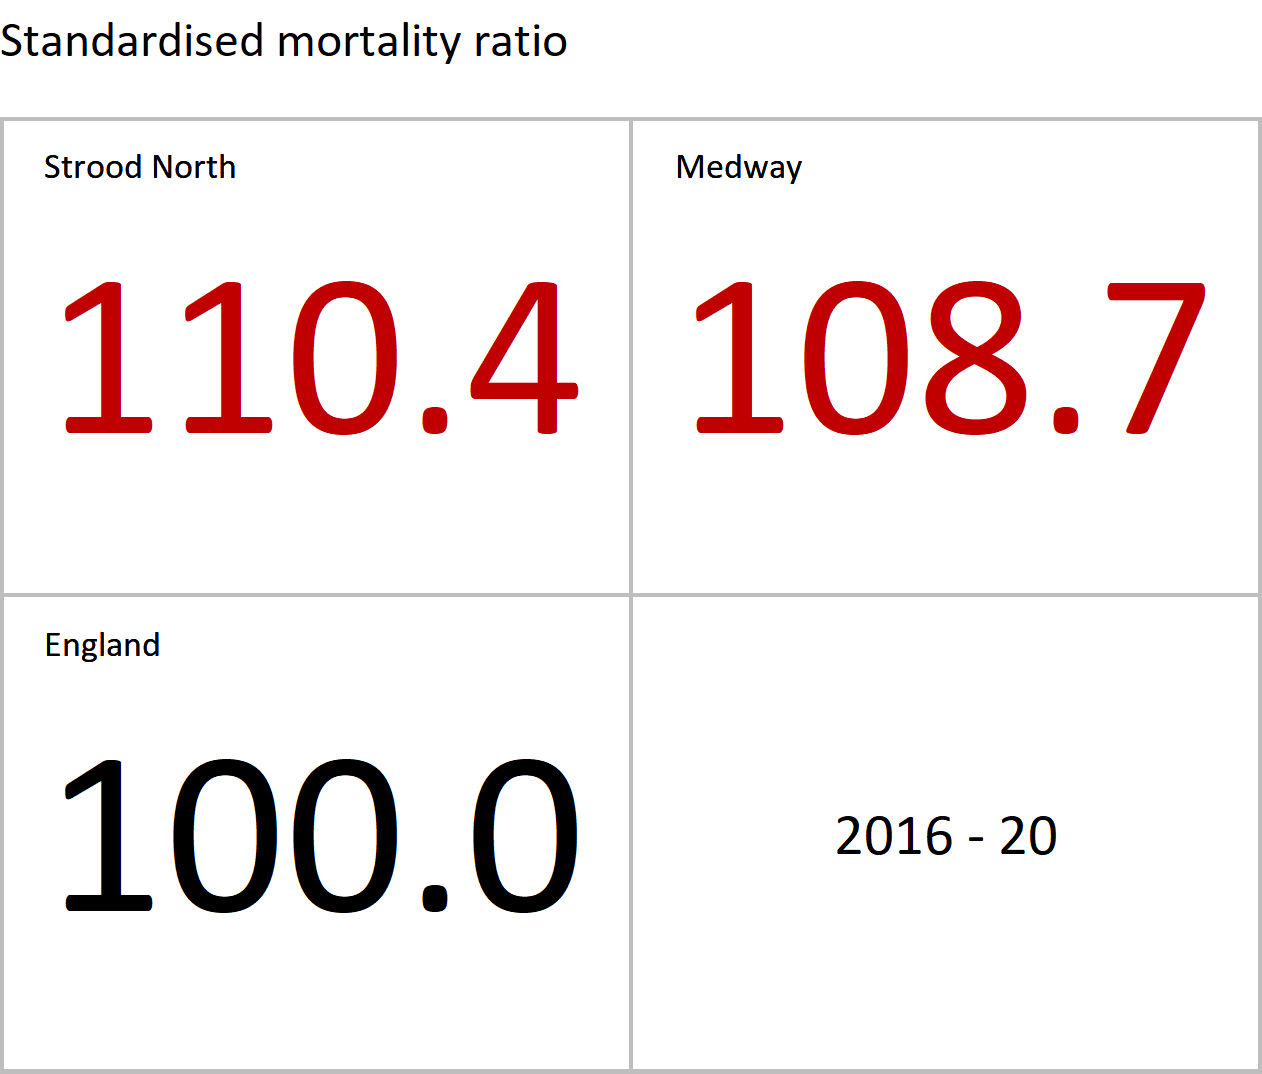 Standardised mortality ratio
Strood North
110.4
Medway
108.7
England
100.0
2016 - 20